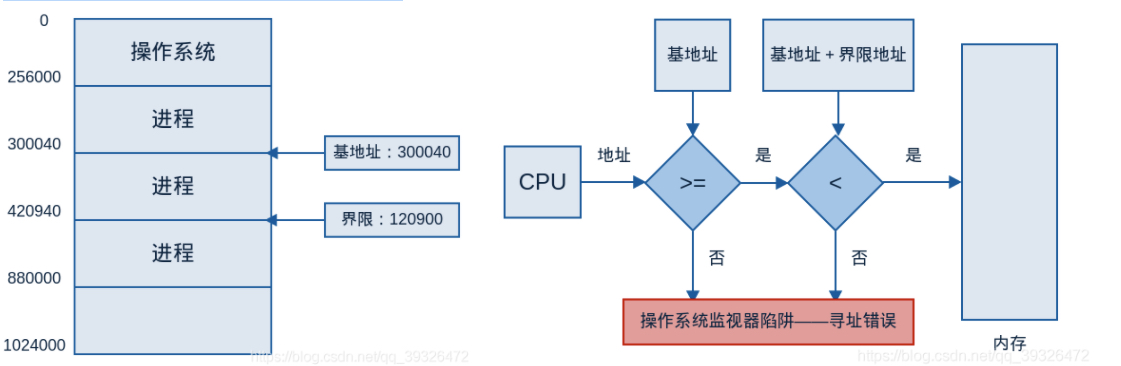 0
操作系统
256000
进程
300040
基地址：300040
进程
420940
界限：120900
进程
880000
1024000
https://blog.csdn.net/qq_39326472
基地址
基地址 + 界限地址
CPU
地址
>=
是
<
是
否
否
操作系统监视器陷阱——寻址错误
内存
https://blog.csdn.net/qq_39326472